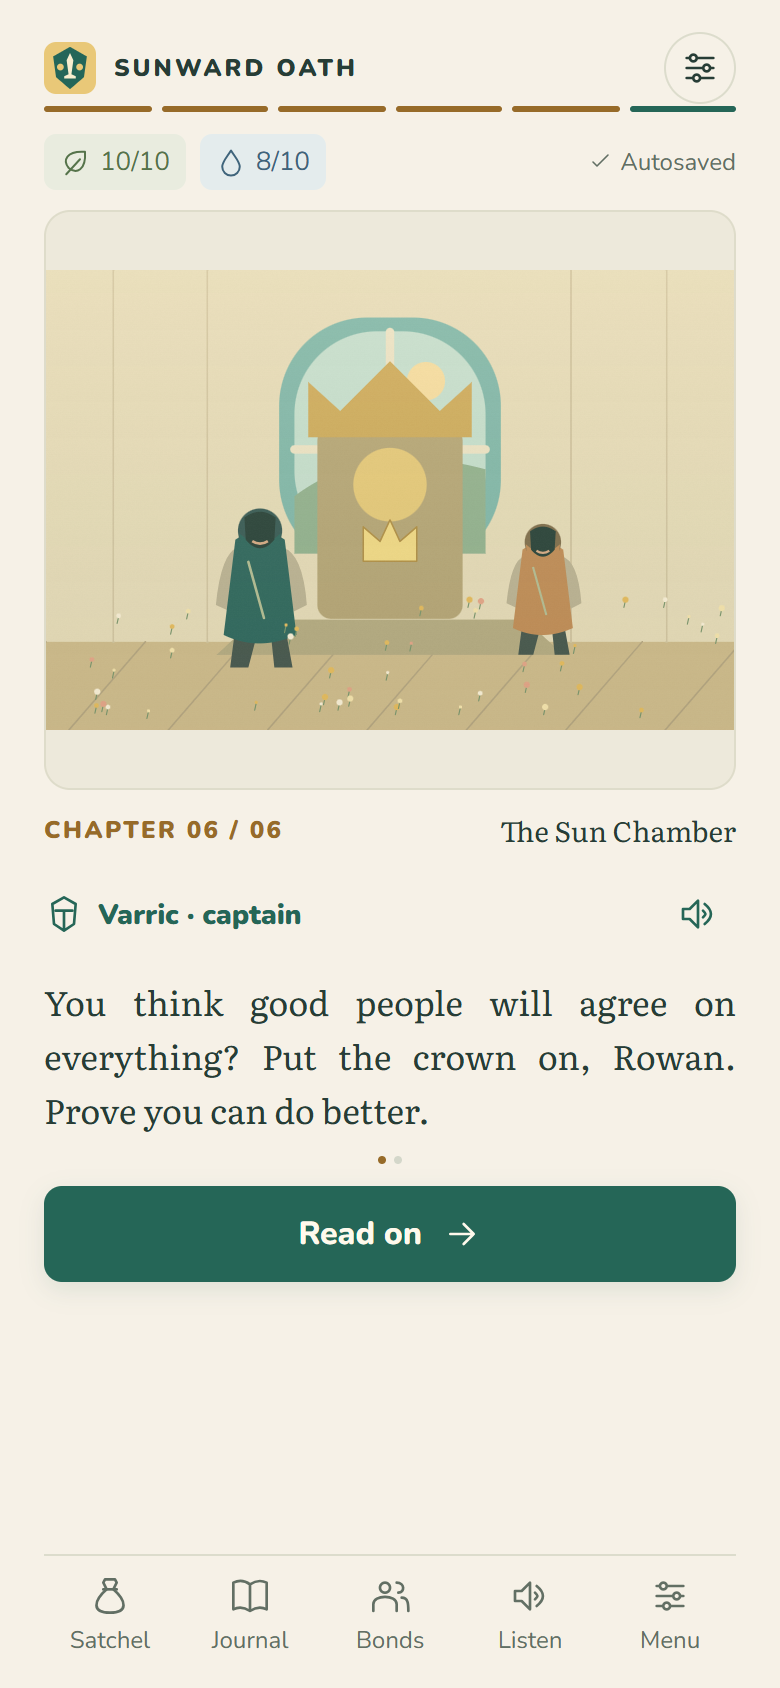 SUNWARD OATH
10/10
8/10
Autosaved
CHAPTER 06 / 06
The Sun Chamber
Varric · captain
You think good people will agree on
everything? Put the crown on, Rowan.
Prove you can do better.
Read on
Satchel
Journal
Bonds
Listen
Menu